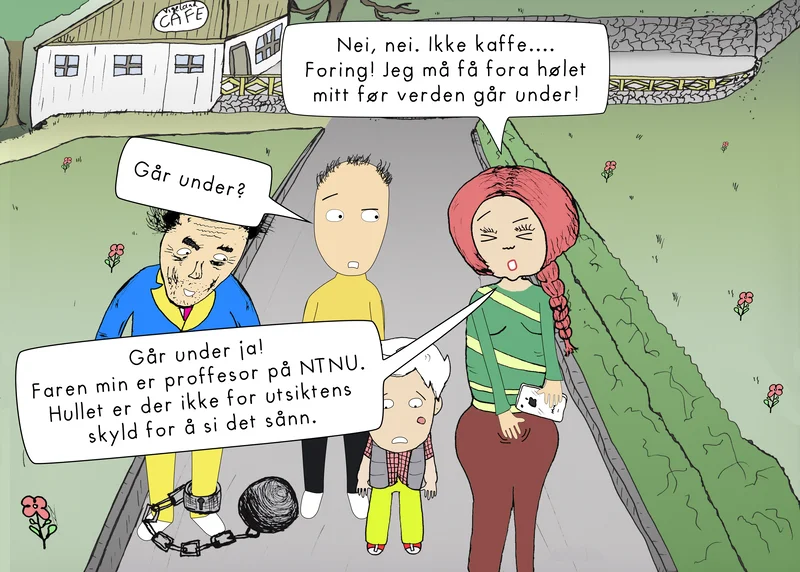 Vigeland
CAFE
Nei, nei. Ikke kaffe....
Foring! Jeg må få fora hølet
mitt før verden går under!
Går under?
Går under ja!
Faren min er proffesor på NTNU.
Hullet er der ikke for utsiktens
skyld for å si det sånn.